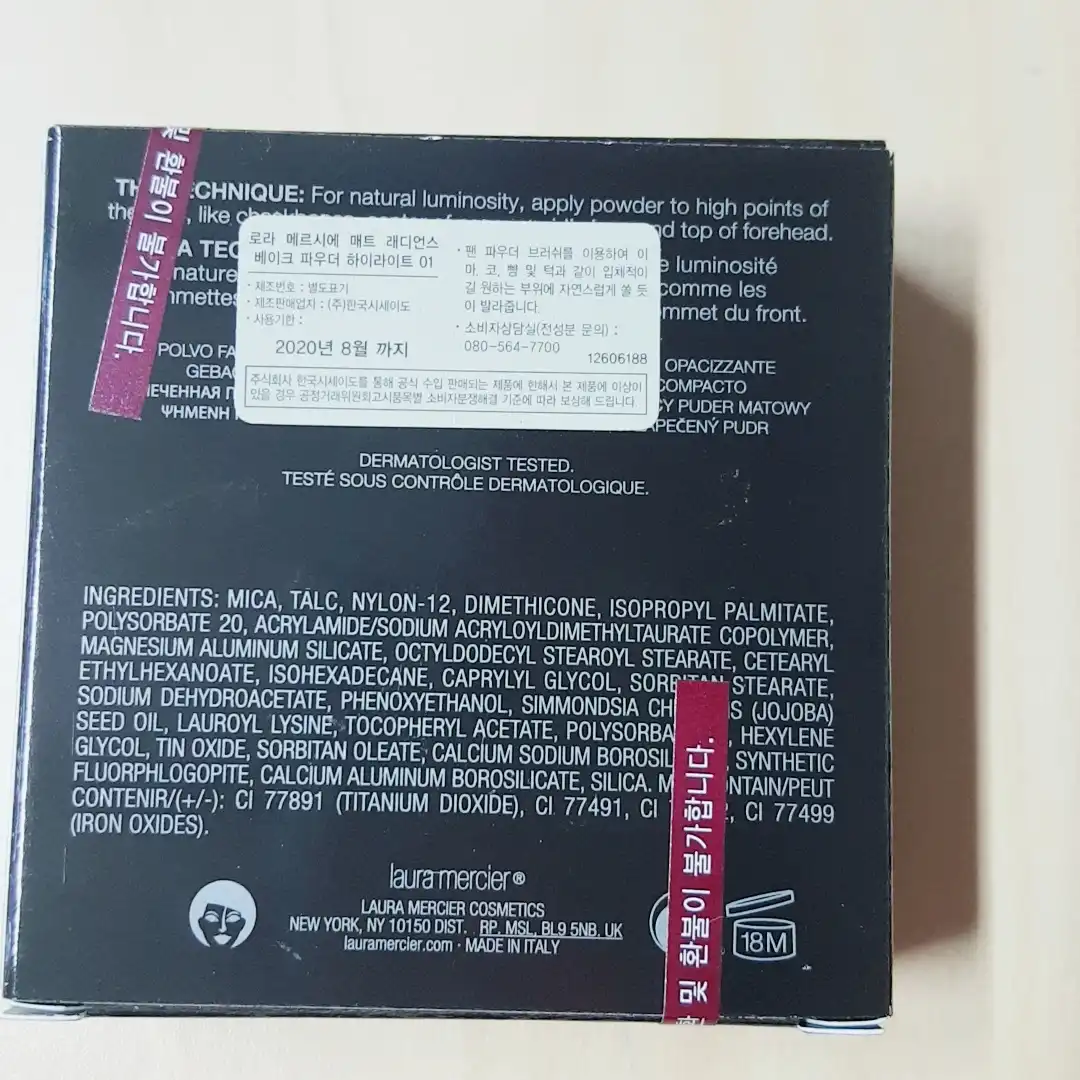 및 환불이 불가합니다.
TECHNIQUE: For natural luminosity, apply powder to high points of
the like and top of forehead.
luminosité
nature comme les
sommet du front.
로라 메르시에 매트 래디언스
베이크 파우더 하이라이트 01
· 제조번호 : 별도표기
· 제조판매업자 : (주)한국시세이도
· 사용기한 :
2020년 8월 까지
· 팬 파우더 브러쉬를 이용하여 이
마, 코, 뺨 및 턱과 같이 입체적이
길 원하는 부위에 자연스럽게 쓸 듯
이 발라줍니다.
· 소비자상담실(전성분 문의) :
080-564-7700
12606188
주식회사 한국시세이도를 통해 공식 수입 판매되는 제품에 한해서 본 제품에 이상이
있을 경우 공정거래위원회고시품목별 소비자분쟁해결 기준에 따라 보상해 드립니다
POLVO OPACIZZANTE
COMPACTO
PUDER MATOWY
ΨΗΜΕΝΗ PUDR
DERMATOLOGIST TESTED.
TESTÉ SOUS CONTRÔLE DERMATOLOGIQUE.
INGREDIENTS: MICA, TALC, NYLON-12, DIMETHICONE, ISOPROPYL PALMITATE,
POLYSORBATE 20, ACRYLAMIDE/SODIUM ACRYLOYLDIMETHYLTAURATE COPOLYMER,
MAGNESIUM ALUMINUM SILICATE, OCTYLDODECYL STEAROYL STEARATE, CETEARYL
ETHYLHEXANOATE, ISOHEXADECANE, CAPRYLYL GLYCOL, SORBITAN STEARATE,
SODIUM DEHYDROACETATE, PHENOXYETHANOL, SIMMONDSIA (JOJOBA)
SEED OIL, LAUROYL LYSINE, TOCOPHERYL ACETATE, HEXYLENE
GLYCOL, TIN OXIDE, SORBITAN OLEATE, CALCIUM SODIUM SYNTHETIC
FLUORPHLOGOPITE, CALCIUM ALUMINUM BOROSILICATE, SILICA. CONTAIN/PEUT
CONTENIR/(+/-): CI 77891 (TITANIUM DIOXIDE), CI 77491, CI CI 77499
(IRON OXIDES).
laura mercier®
LAURA MERCIER COSMETICS
NEW YORK, NY 10150 DIST. RP. MSL, BL9 5NB. UK
lauramercier.com · MADE IN ITALY
18M
및 환불이 불가합니다.